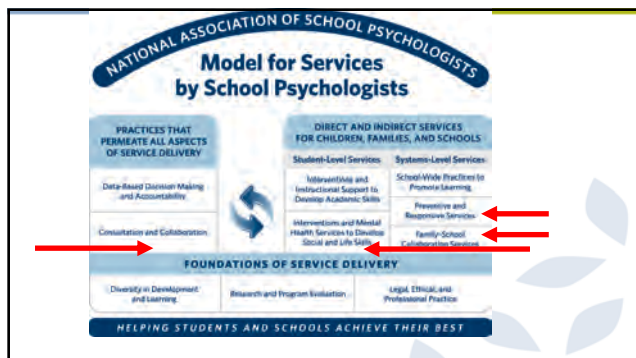 NATIONAL ASSOCIATION OF SCHOOL PSYCHOLOGISTS
Model for Services
by School Psychologists
PRACTICES THAT
PERMEATE ALL ASPECTS
OF SERVICE DELIVERY
Data-Based Decision Making
and Accountability
Consultation and Collaboration
DIRECT AND INDIRECT SERVICES
FOR CHILDREN, FAMILIES, AND SCHOOLS
Student-Level Services
Interventions and
Instructional Support to
Develop Academic Skills
Interventions and Mental
Health Services to Develop
Social and Life Skills
Systems-Level Services
School-Wide Practices to
Promote Learning
Preventive and
Responsive Services
Family-School
Collaboration Services
FOUNDATIONS OF SERVICE DELIVERY
Diversity in Development
and Learning
Research and Program Evaluation
Legal, Ethical, and
Professional Practice
HELPING STUDENTS AND SCHOOLS ACHIEVE THEIR BEST